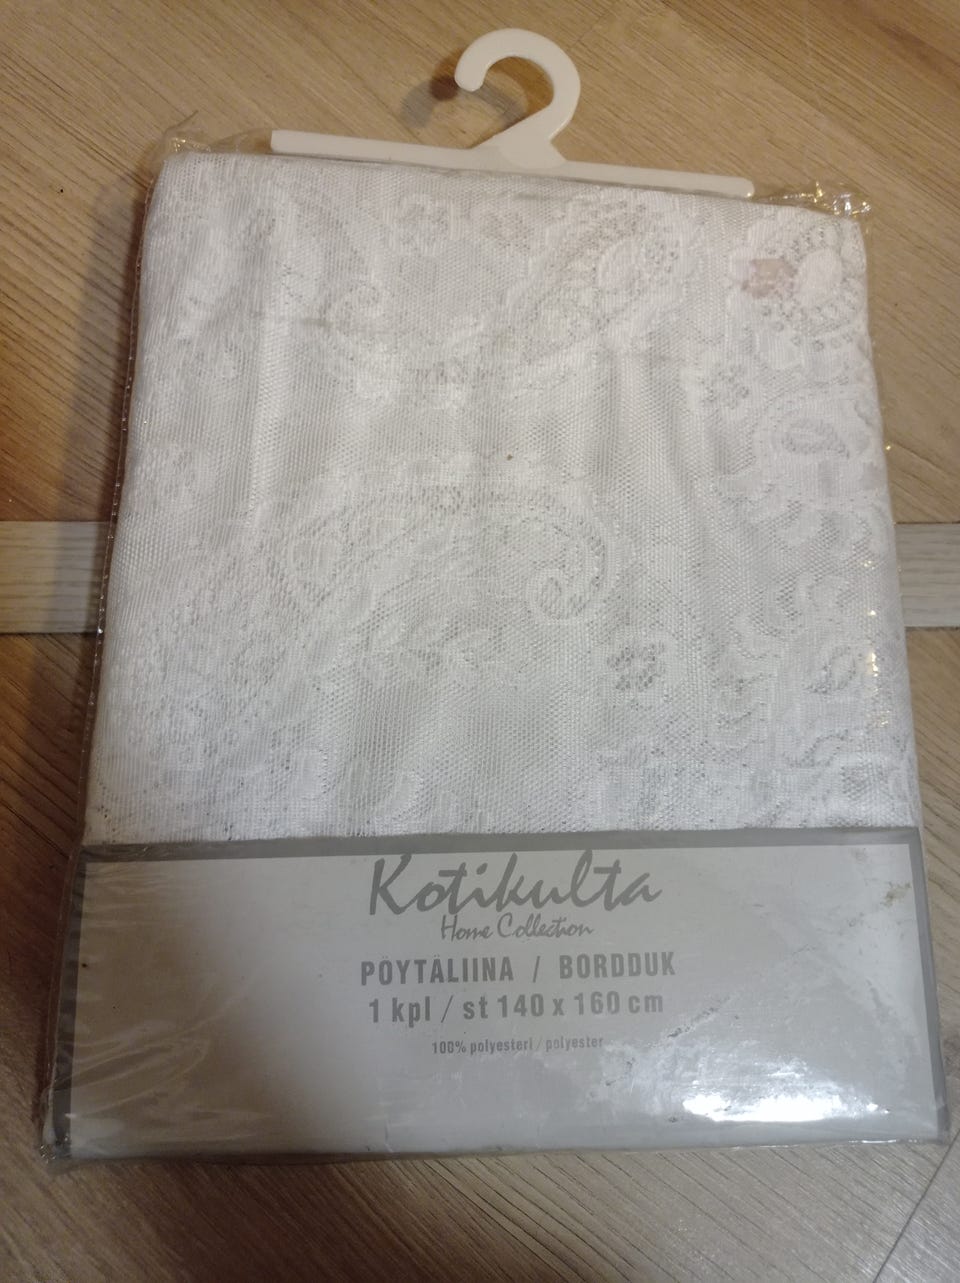 Kotikulta
Home Collection
PÖYTÄLIINA / BORDDUK
1 kpl / st 140 x 160 cm
100% polyesteri / polyester